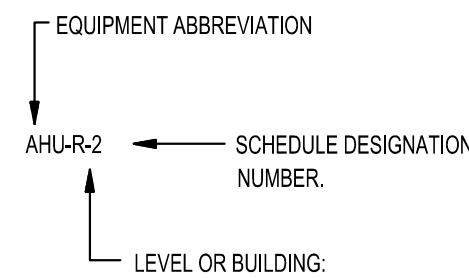 EQUIPMENT ABBREVIATION
AHU-R-2
SCHEDULE DESIGNATION
NUMBER.
LEVEL OR BUILDING: